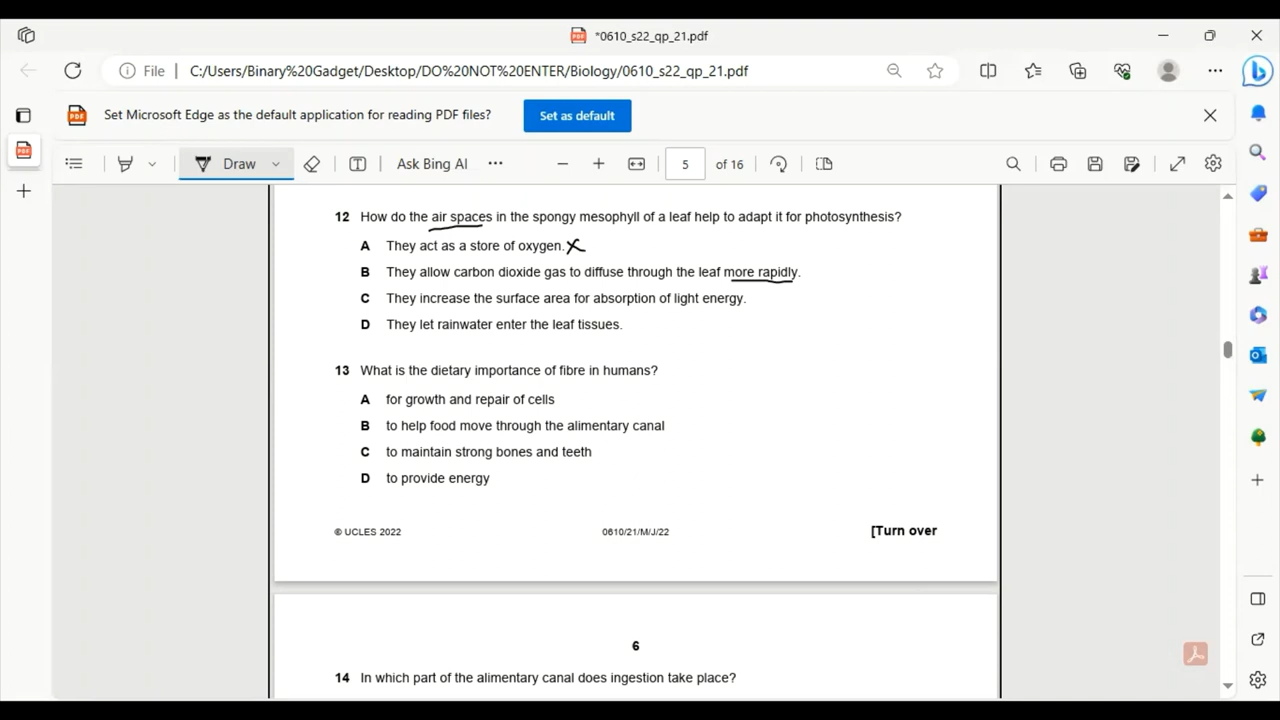 *0610_s22_qp_21.pdf
File | C:/Users/Binary%20Gadget/Desktop/DO%20NOT%20ENTER/Biology/0610_s22_qp_21.pdf
Set Microsoft Edge as the default application for reading PDF files? Set as default
Draw Ask Bing AI 5 of 16
12 How do the air spaces in the spongy mesophyll of a leaf help to adapt it for photosynthesis?
A They act as a store of oxygen.
B They allow carbon dioxide gas to diffuse through the leaf more rapidly.
C They increase the surface area for absorption of light energy.
D They let rainwater enter the leaf tissues.
13 What is the dietary importance of fibre in humans?
A for growth and repair of cells
B to help food move through the alimentary canal
C to maintain strong bones and teeth
D to provide energy
© UCLES 2022 0610/21/M/J/22 [Turn over
6
14 In which part of the alimentary canal does ingestion take place?